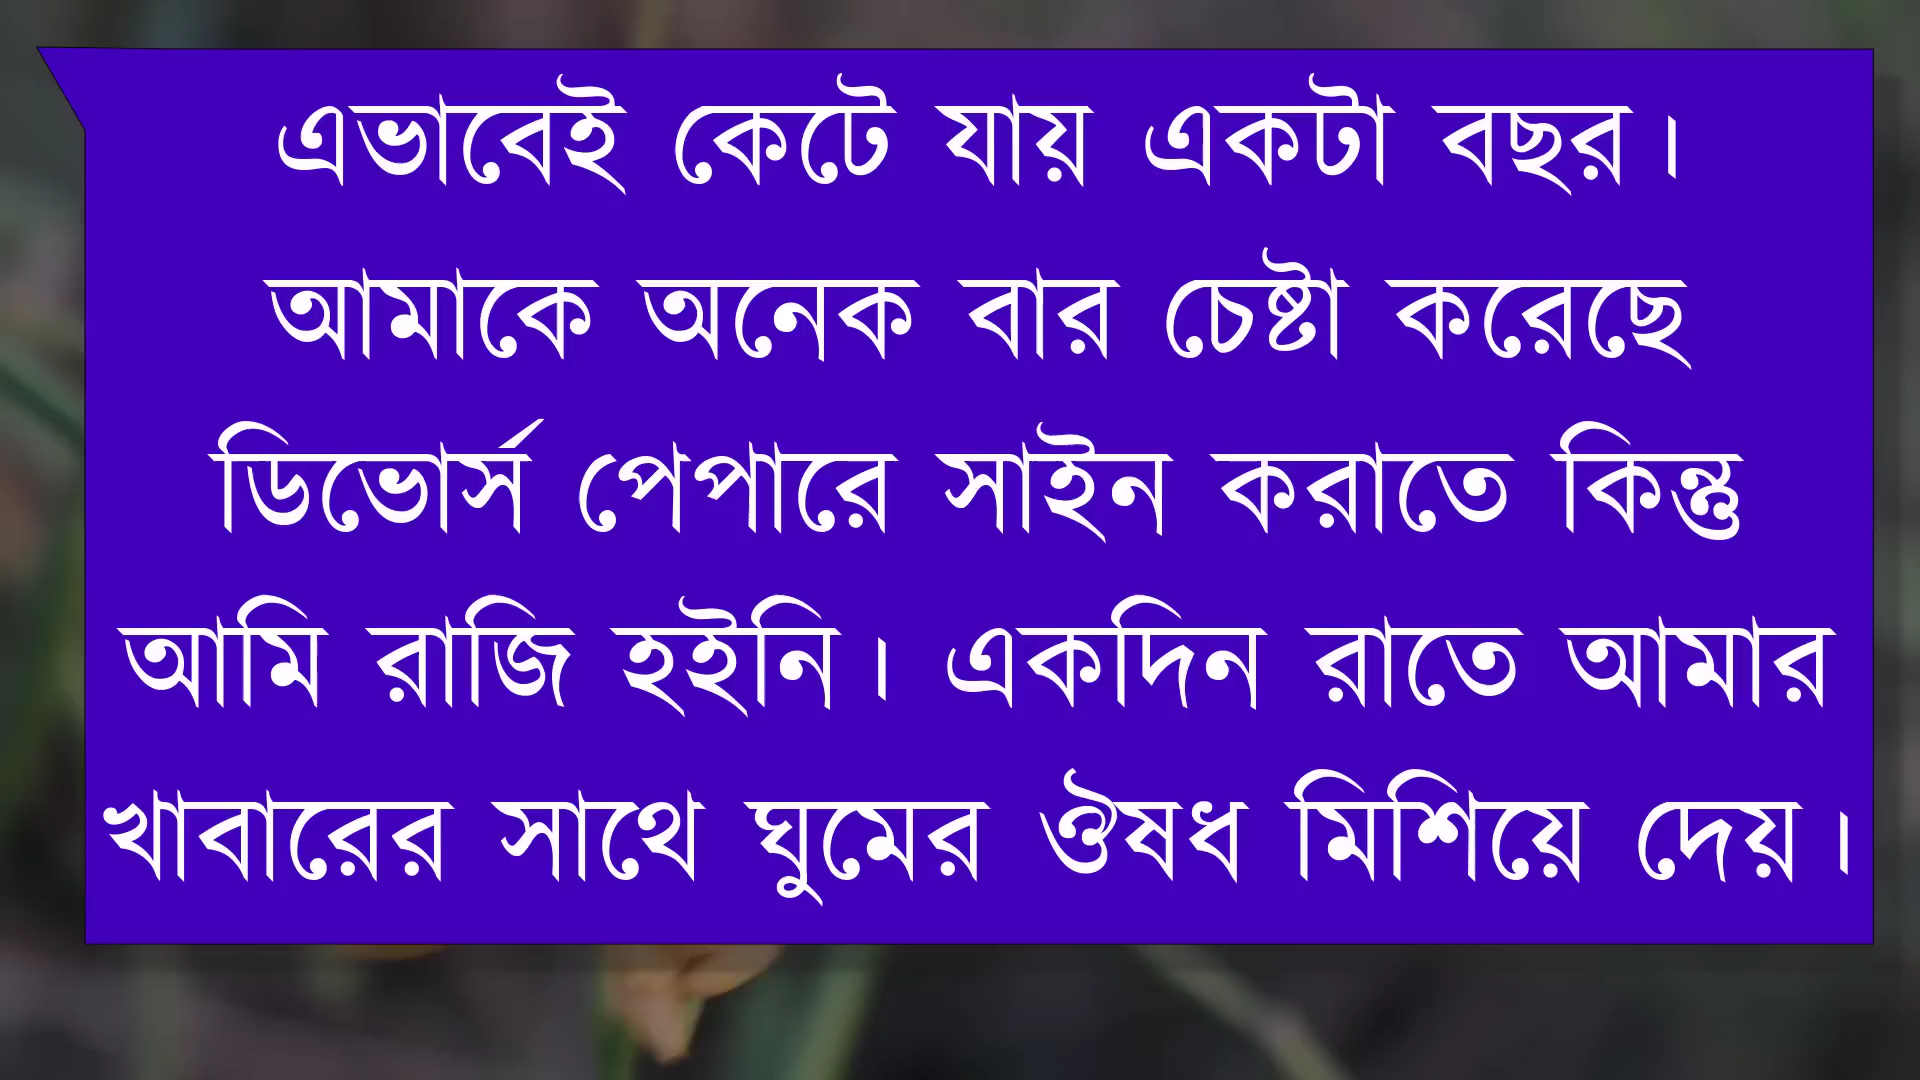 এভাবেই কেটে যায় একটা বছর।
আমাকে অনেক বার চেষ্টা করেছে
ডিভোর্স পেপারে সাইন করাতে কিন্তু
আমি রাজি হইনি। একদিন রাতে আমার
খাবারের সাথে ঘুমের ঔষধ মিশিয়ে দেয়।